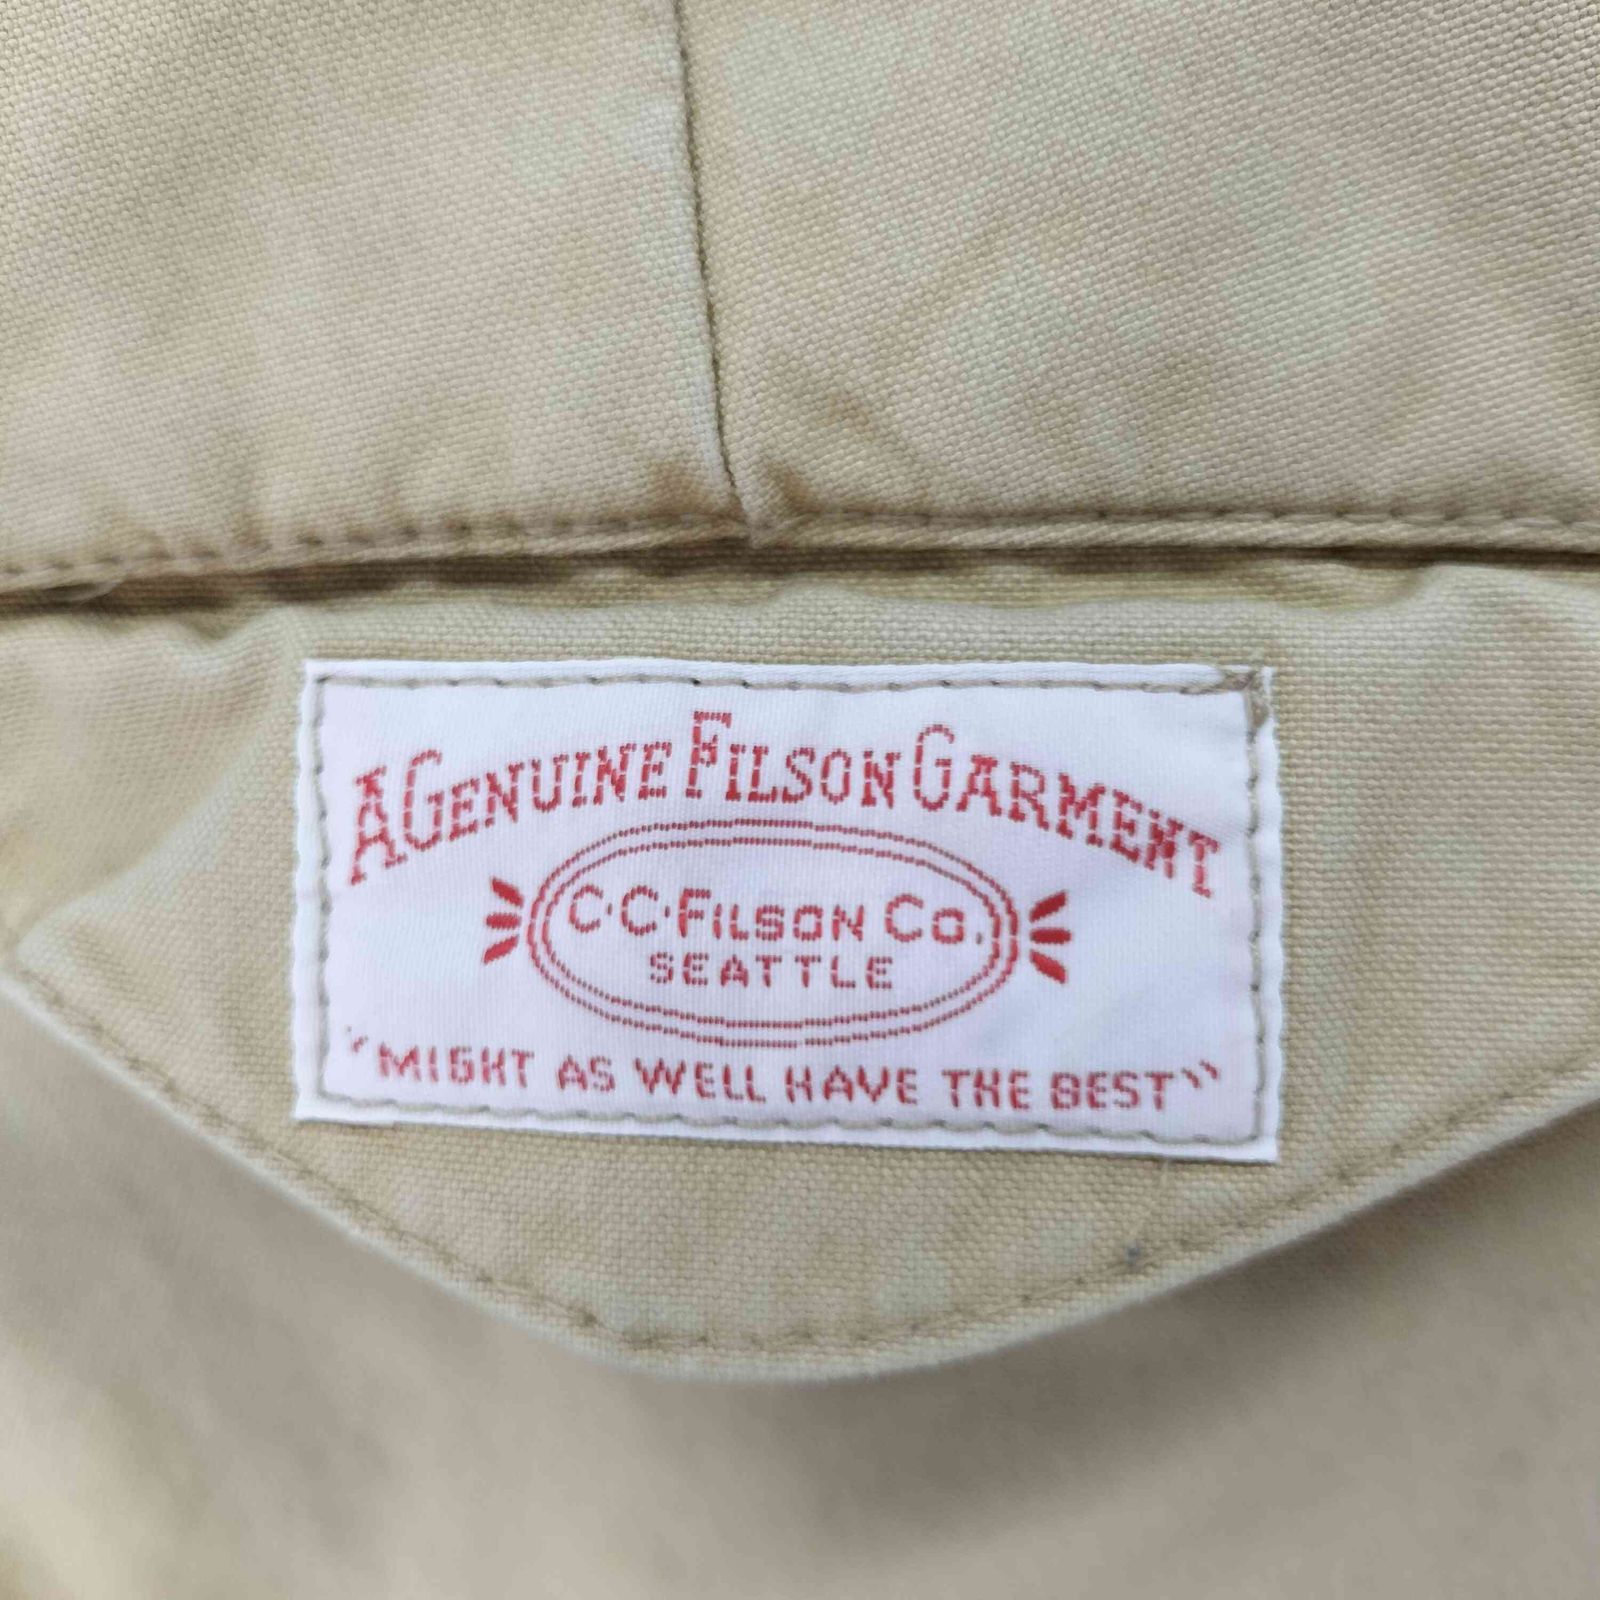 A GENUINE FILSON GARMENT
C·C·FILSON CO.
SEATTLE
"MIGHT AS WELL HAVE THE BEST"